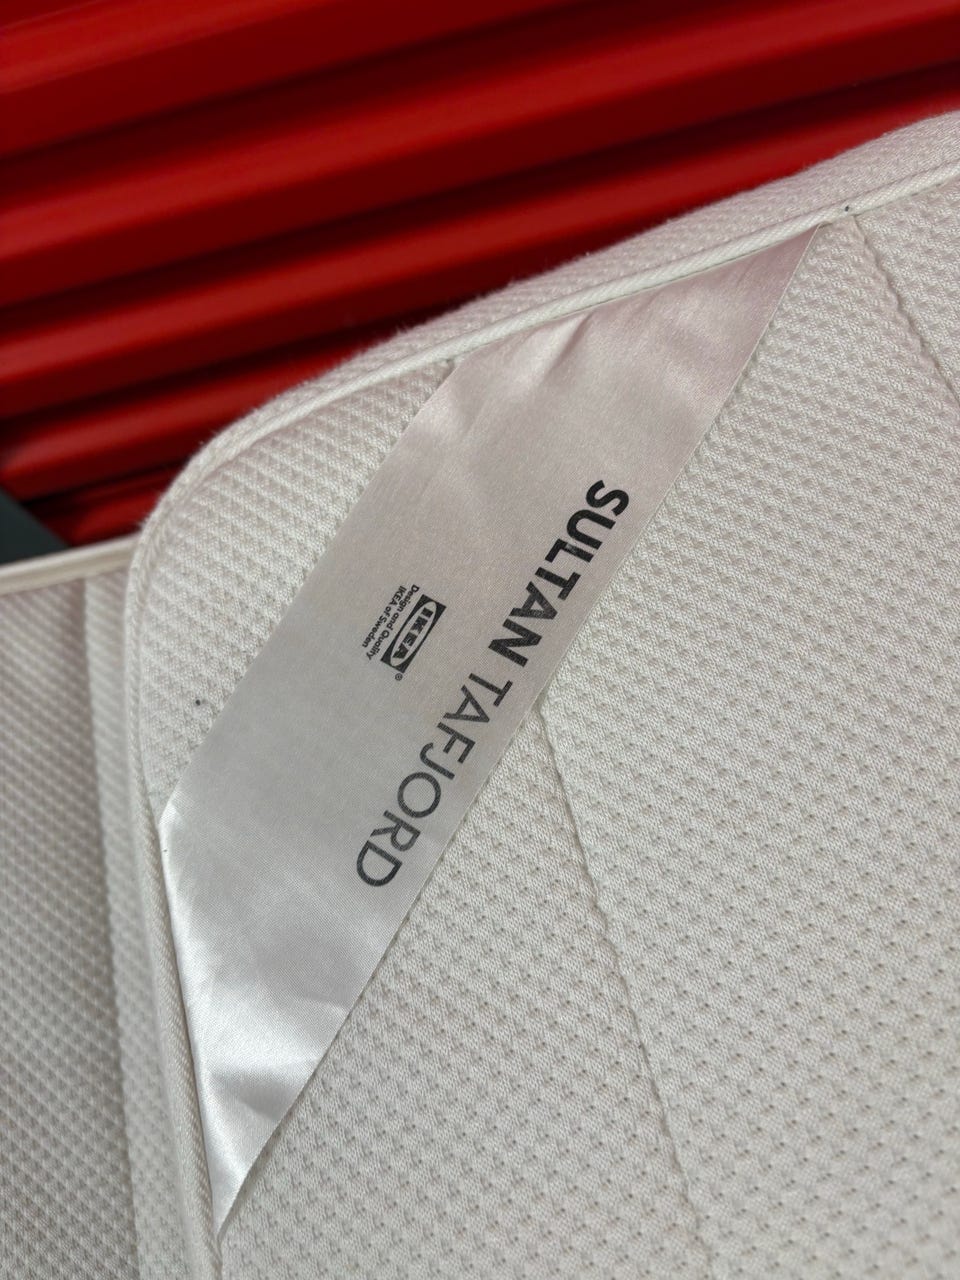 SULTAN TAFJORD
IKEA®
Design and Quality
IKEA of Sweden